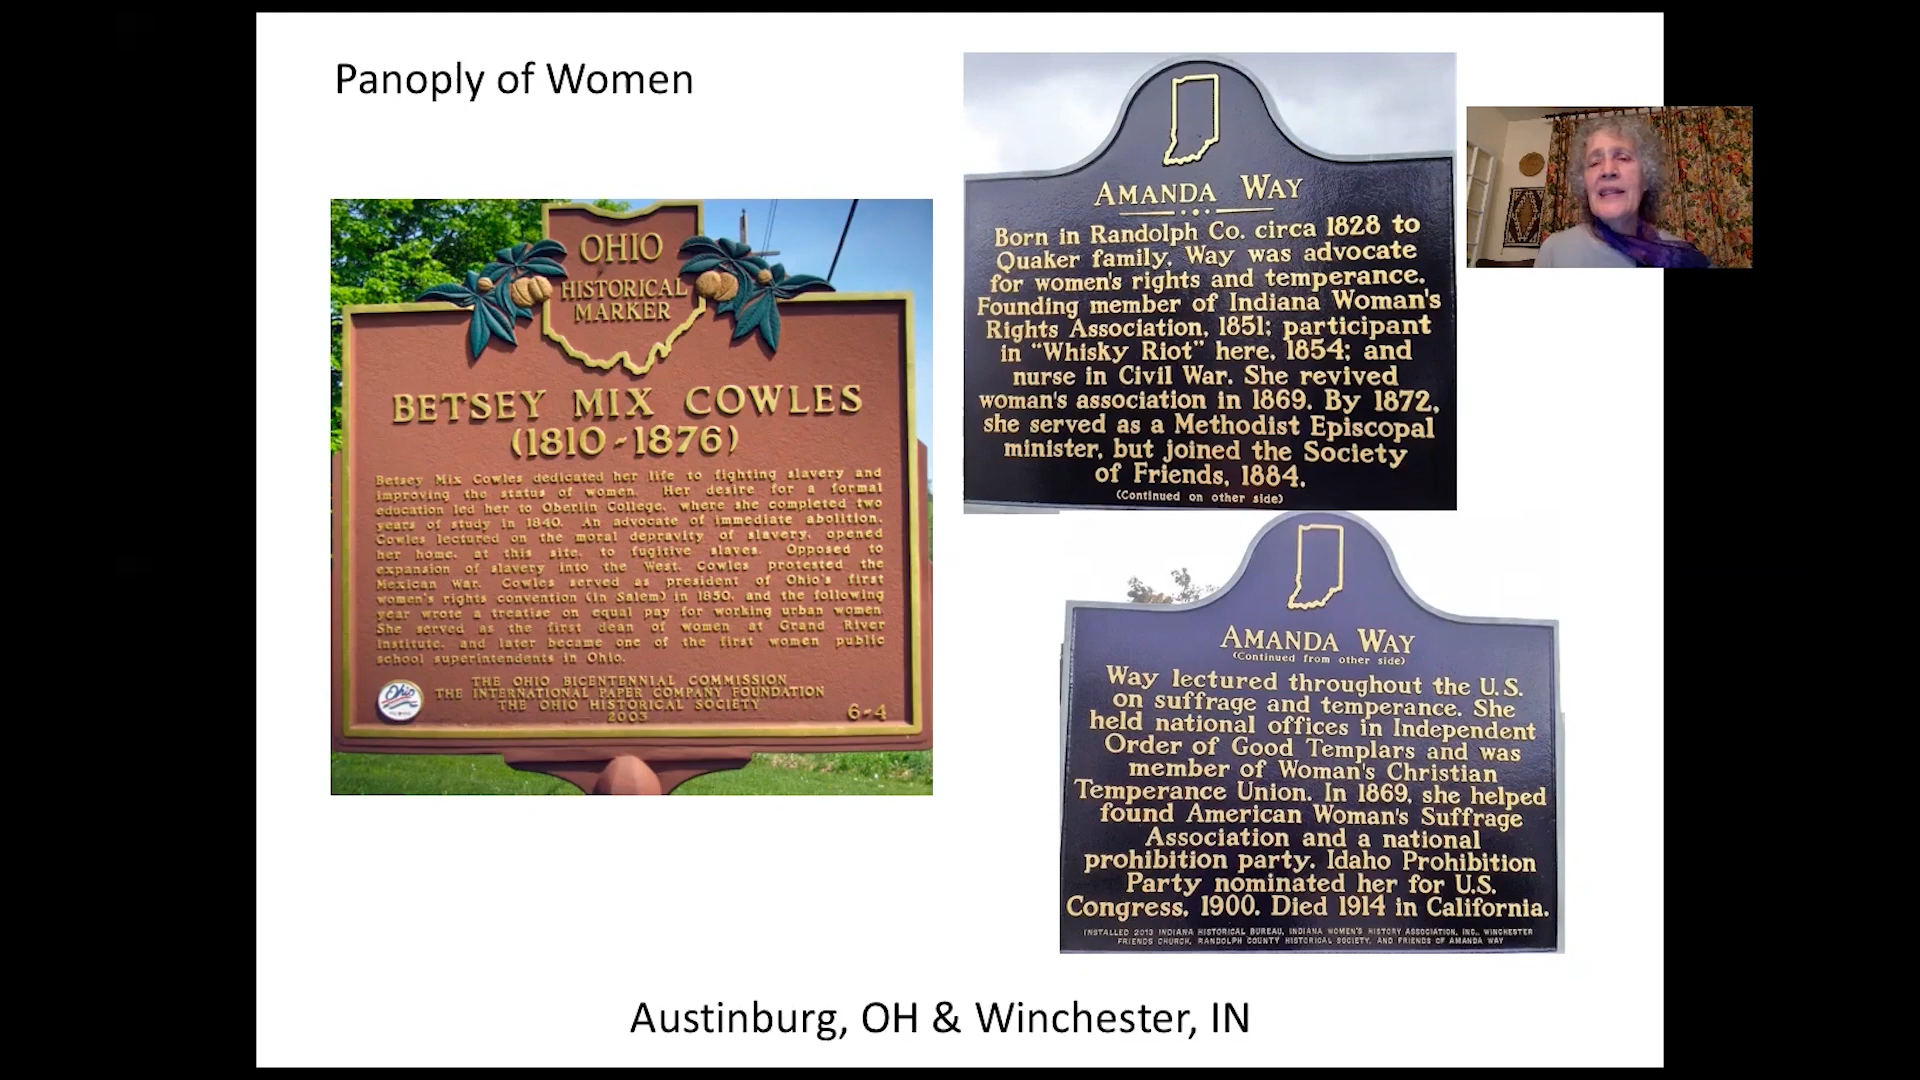 Panoply of Women
OHIO
HISTORICAL
MARKER
BETSEY MIX COWLES
(1810-1876)
Betsey Mix Cowles dedicated her life to fighting slavery and
improving the status of women. Her desire for a formal
education led her to Oberlin College, where she completed two
years of study in 1840. An advocate of immediate abolition,
Cowles lectured on the moral depravity of slavery, opened
her home, at this site, to fugitive slaves. Opposed to
expansion of slavery into the West, Cowles protested the
Mexican War. Cowles served as president of Ohio's first
women's rights convention (in Salem) in 1850, and the following
year wrote a treatise on equal pay for working urban women.
She served as the first dean of women at Grand River
Institute, and later became one of the first women public
school superintendents in Ohio.
THE OHIO BICENTENNIAL COMMISSION
THE INTERNATIONAL PAPER COMPANY FOUNDATION
THE OHIO HISTORICAL SOCIETY
2003
6-4
Ohio
AMANDA WAY
Born in Randolph Co. circa 1828 to
Quaker family, Way was advocate
for women's rights and temperance.
Founding member of Indiana Woman's
Rights Association, 1851; participant
in "Whisky Riot" here, 1854; and
nurse in Civil War. She revived
woman's association in 1869. By 1872,
she served as a Methodist Episcopal
minister, but joined the Society
of Friends, 1884.
(Continued on other side)
AMANDA WAY
(Continued from other side)
Way lectured throughout the U.S.
on suffrage and temperance. She
held national offices in Independent
Order of Good Templars and was
member of Woman's Christian
Temperance Union. In 1869, she helped
found American Woman's Suffrage
Association and a national
prohibition party. Idaho Prohibition
Party nominated her for U.S.
Congress, 1900. Died 1914 in California.
INSTALLED 2013 INDIANA HISTORICAL BUREAU, INDIANA WOMEN'S HISTORY ASSOCIATION, INC., WINCHESTER
FRIENDS CHURCH, RANDOLPH COUNTY HISTORICAL SOCIETY, AND FRIENDS OF AMANDA WAY
Austinburg, OH & Winchester, IN